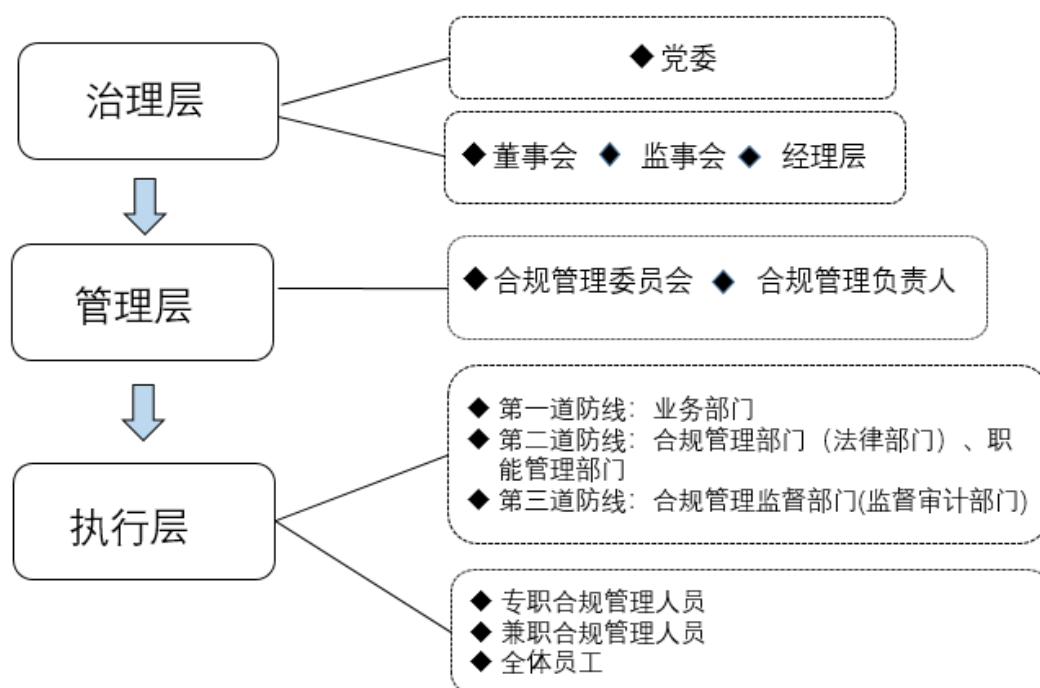 治理层
◆党委
◆董事会 ◆ 监事会 ◆ 经理层
管理层
◆合规管理委员会 ◆ 合规管理负责人
执行层
◆ 第一道防线：业务部门
◆ 第二道防线：合规管理部门（法律部门）、职
能管理部门
◆ 第三道防线：合规管理监督部门(监督审计部门)
◆ 专职合规管理人员
◆ 兼职合规管理人员
◆ 全体员工